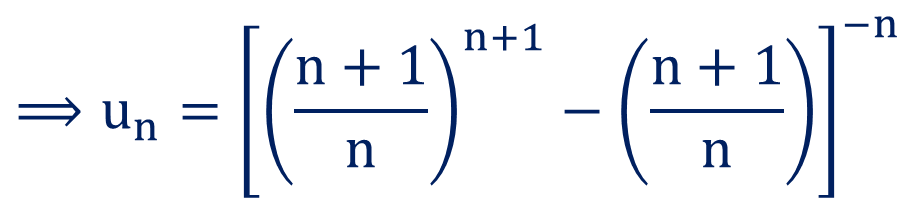 ⟹ uₙ = [((n + 1)/n)ⁿ⁺¹ − ((n + 1)/n)]⁻ⁿ